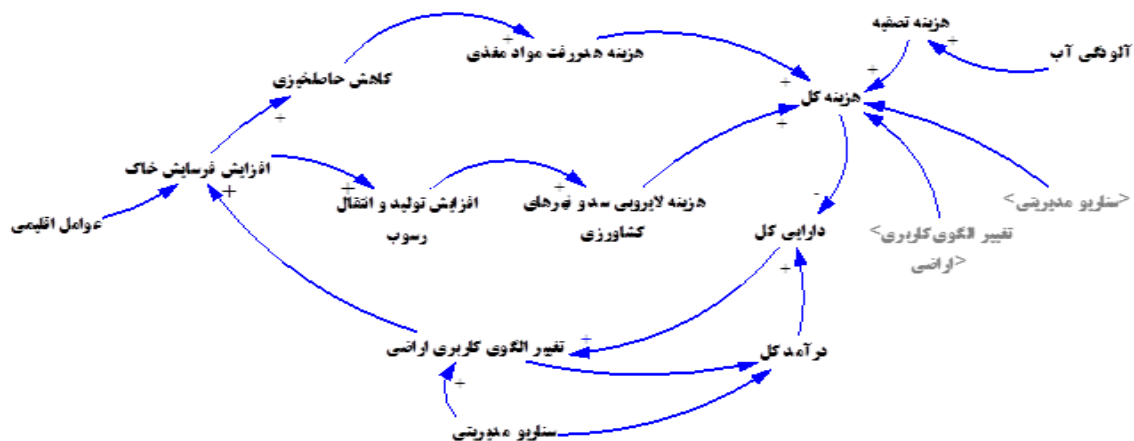 هزینه تصفیه
آلودگی آب
هزینه هدررفت مواد مغذی
کاهش حاصلخیزی
هزینه کل
افزایش فرسایش خاک
عوامل اقلیمی
افزایش تولید و انتقال
رسوب
هزینه لایروبی سد و نهرهای
کشاورزی
<سناریو مدیریتی>
دارایی کل
<تغییر الگوی کاربری
اراضی>
تغییر الگوی کاربری اراضی
درآمد کل
سناریو مدیریتی